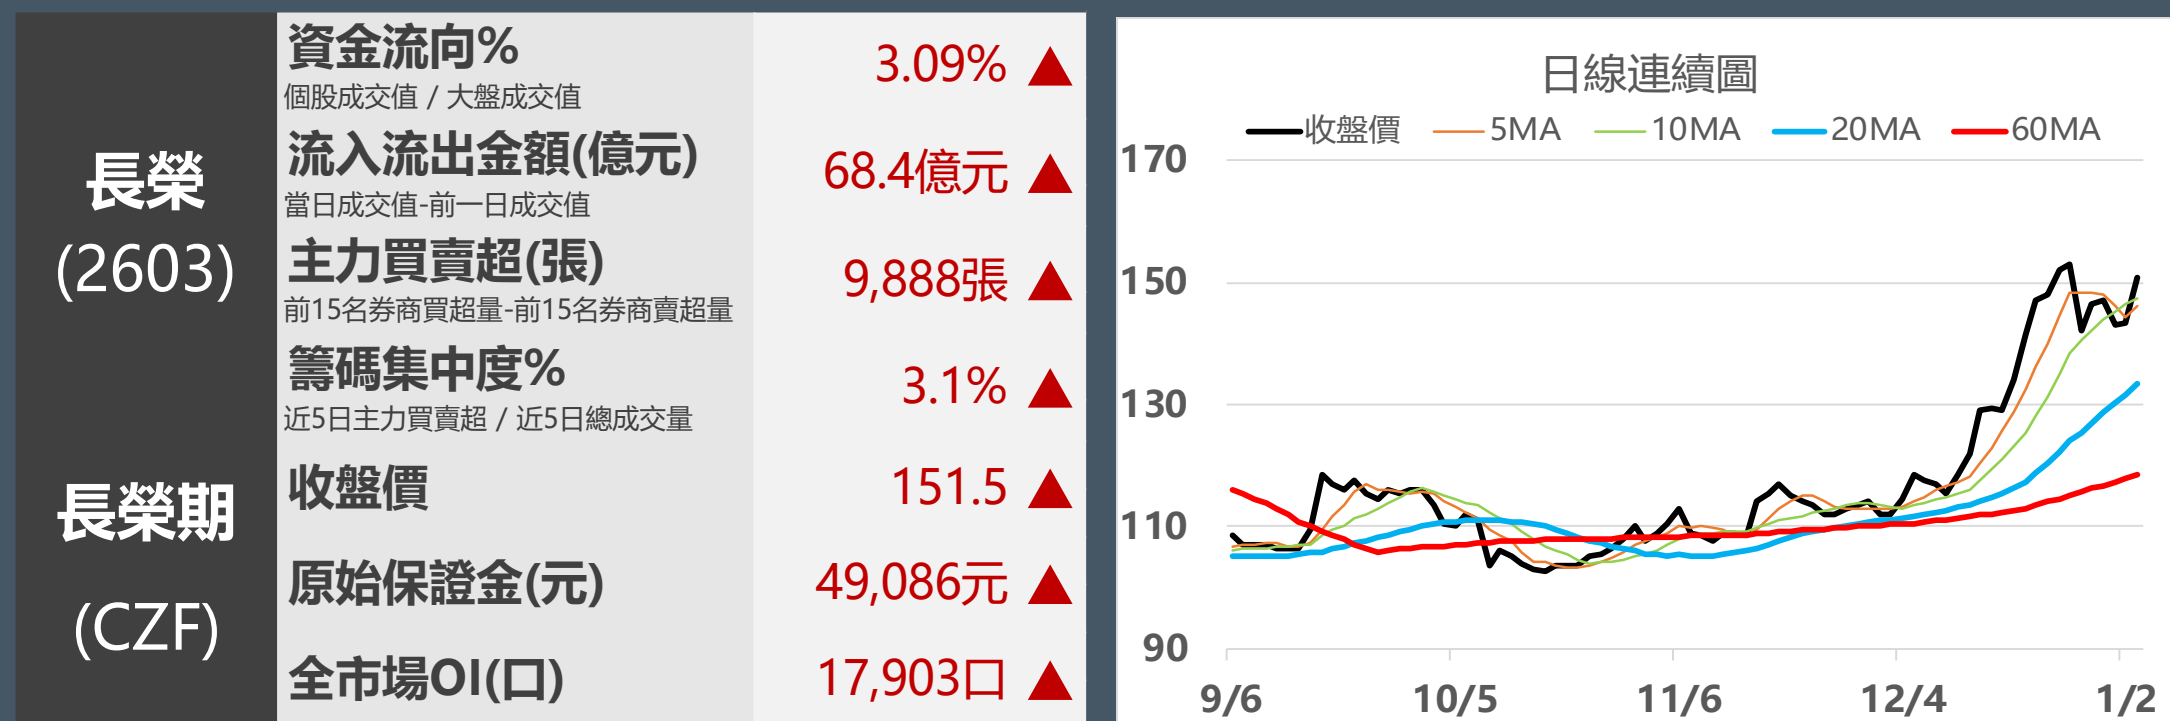 長榮
(2603)
資金流向%
個股成交值 / 大盤成交值
3.09% ▲
流入流出金額(億元)
當日成交值-前一日成交值
68.4億元 ▲
主力買賣超(張)
前15名券商買超量-前15名券商賣超量
9,888張 ▲
籌碼集中度%
近5日主力買賣超 / 近5日總成交量
3.1% ▲
長榮期
(CZF)
收盤價
151.5 ▲
原始保證金(元)
49,086元 ▲
全市場OI(口)
17,903口 ▲
日線連續圖
收盤價 5MA 10MA 20MA 60MA
170
150
130
110
90
9/6 10/5 11/6 12/4 1/2